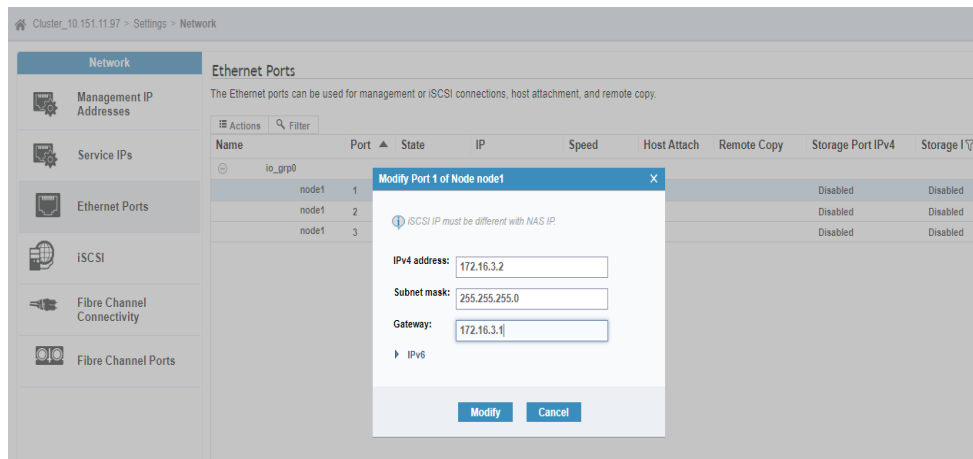 Cluster_10.151.11.97 > Settings > Network
Network
Management IP
Addresses
Service IPs
Ethernet Ports
iSCSI
Fibre Channel
Connectivity
Fibre Channel Ports
Ethernet Ports
The Ethernet ports can be used for management or iSCSI connections, host attachment, and remote copy.
Actions Filter
Name Port State IP Speed Host Attach Remote Copy Storage Port IPv4 Storage I
io_grp0
node1 1 Disabled Disabled
node1 2 Disabled Disabled
node1 3 Disabled Disabled
Modify Port 1 of Node node1 X
iSCSI IP must be different with NAS IP.
IPv4 address: 172.16.3.2
Subnet mask: 255.255.255.0
Gateway: 172.16.3.1
IPv6
Modify Cancel